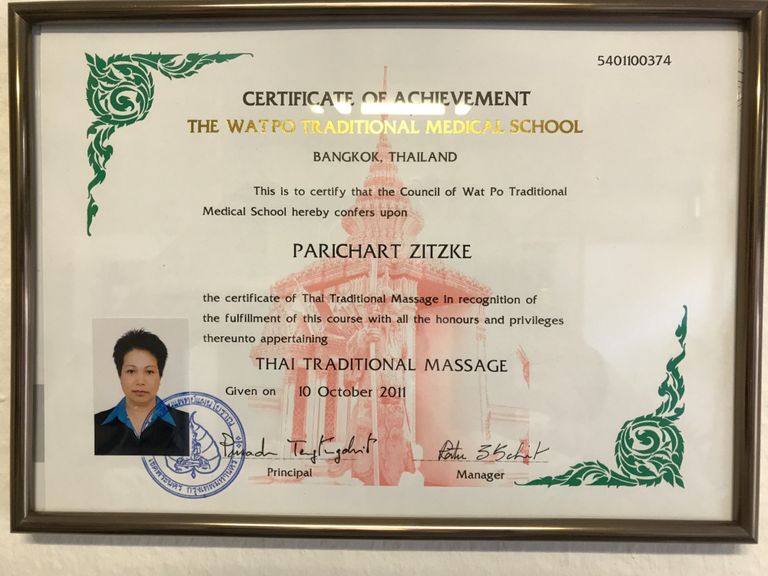 5401100374
CERTIFICATE OF ACHIEVEMENT
THE WAT PO TRADITIONAL MEDICAL SCHOOL
BANGKOK, THAILAND
This is to certify that the Council of Wat Po Traditional
Medical School hereby confers upon
PARICHART ZITZKE
the certificate of Thai Traditional Massage in recognition of
the fulfillment of this course with all the honours and privileges
thereunto appertaining
THAI TRADITIONAL MASSAGE
Given on 10 October 2011
Principal
Manager